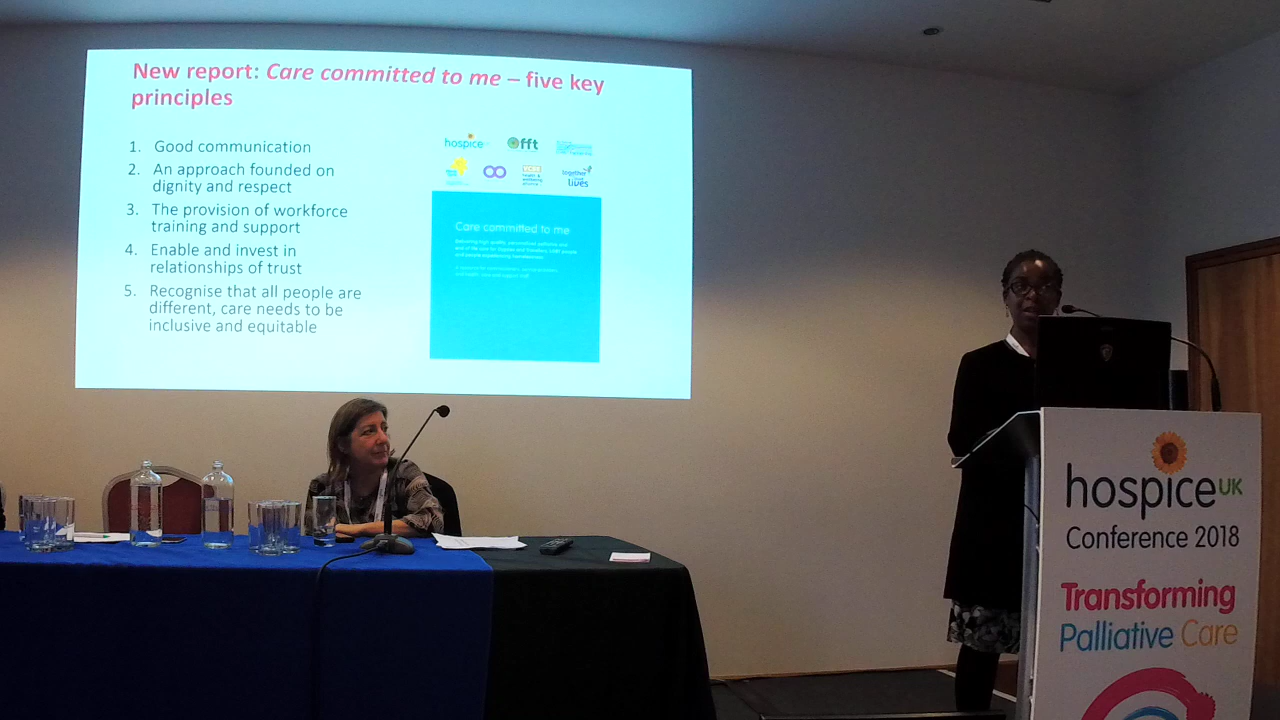 New report: Care committed to me – five key
principles
1. Good communication
2. An approach founded on
dignity and respect
3. The provision of workforce
training and support
4. Enable and invest in
relationships of trust
5. Recognise that all people are
different, care needs to be
inclusive and equitable
hospice
fft
together
lives
Care committed to me
hospice UK
Conference 2018
Transforming
Palliative Care